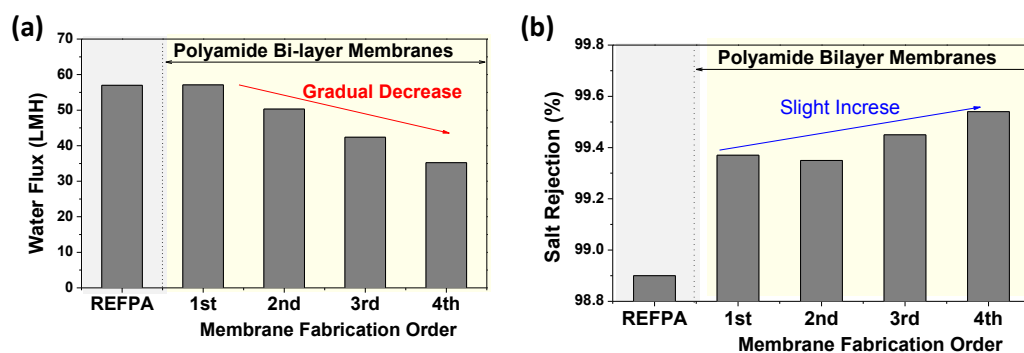 (a)
70
60
50
40
30
20
10
0
Water Flux (LMH)
Polyamide Bi-layer Membranes
Gradual Decrease
REFPA 1st 2nd 3rd 4th
Membrane Fabrication Order
(b)
99.8
99.6
99.4
99.2
99.0
98.8
Salt Rejection (%)
Polyamide Bilayer Membranes
Slight Increse
REFPA 1st 2nd 3rd 4th
Membrane Fabrication Order